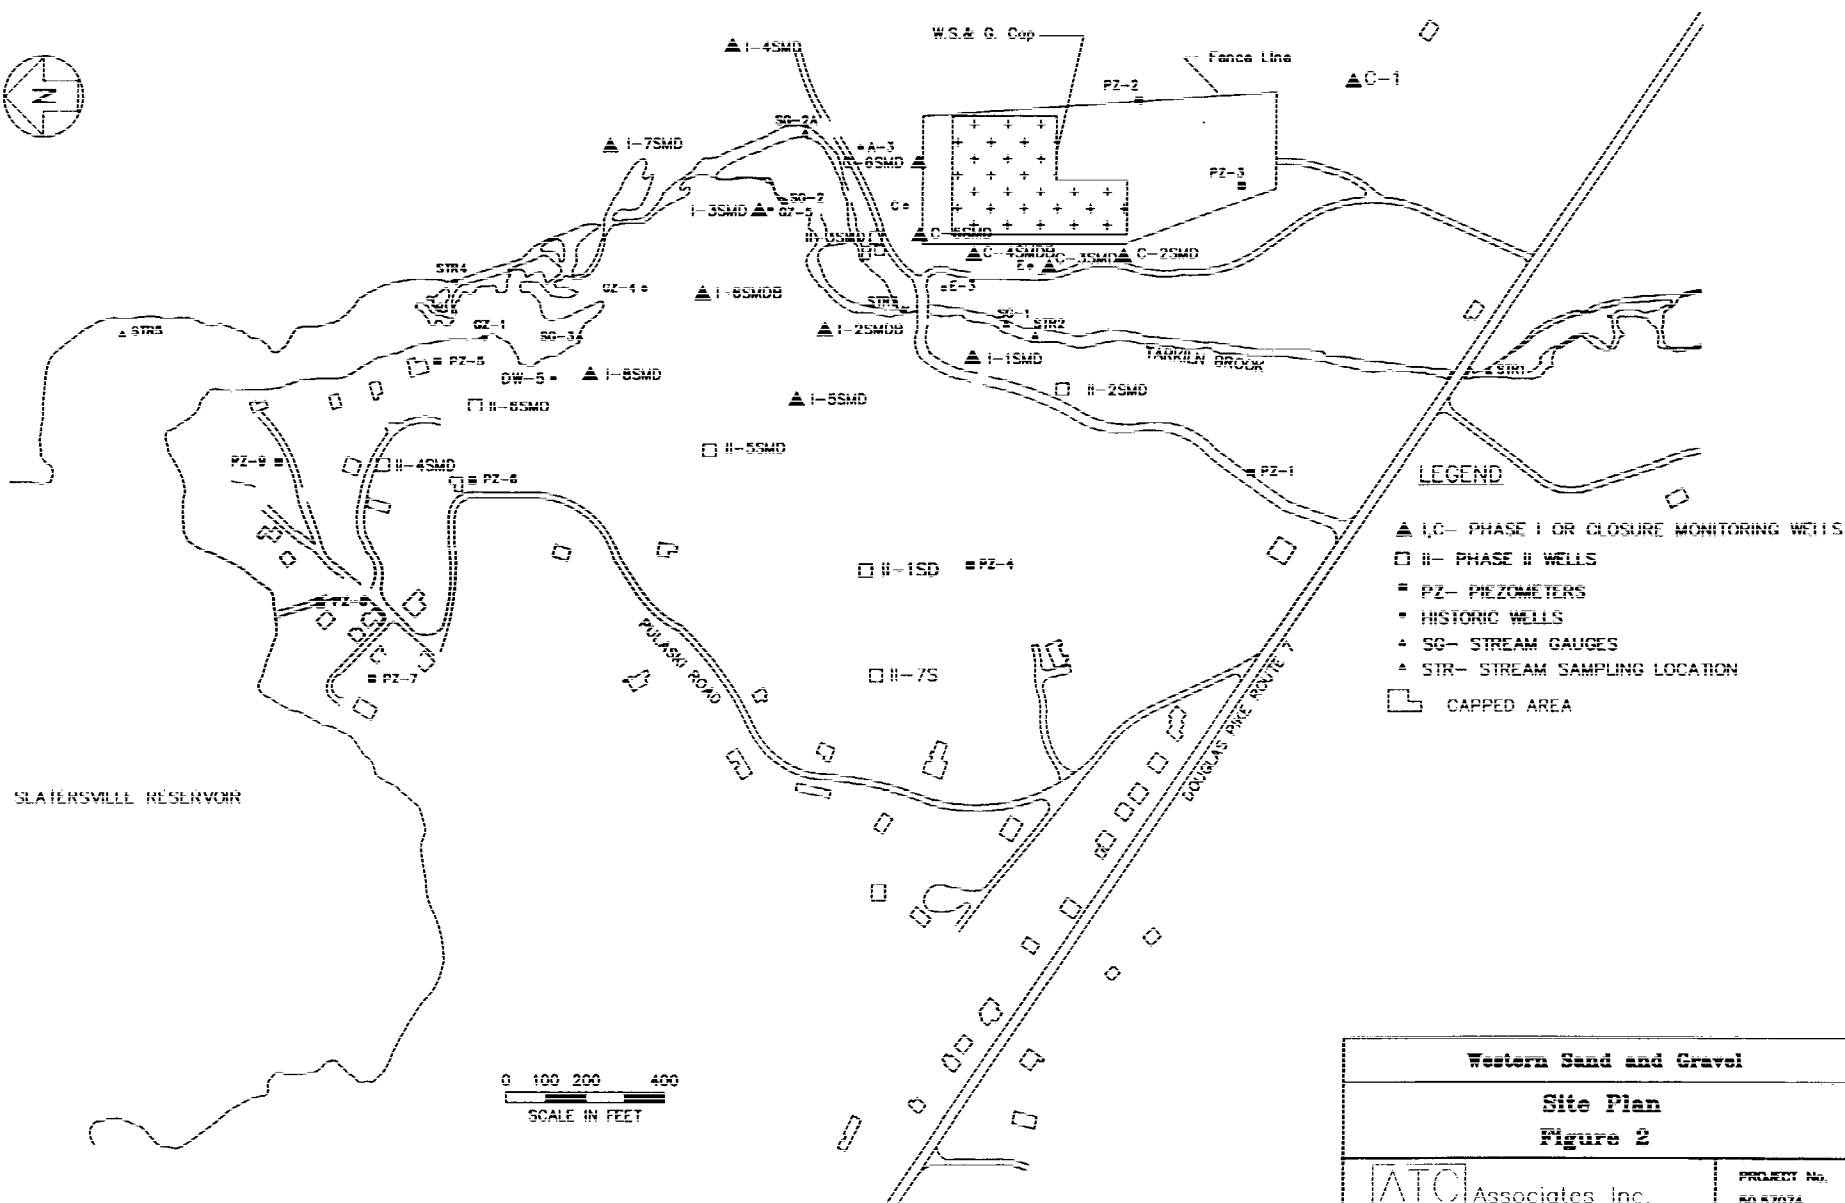 N
I-4SMD
W.S.& G. Cap
Fence Line
C-1
PZ-2
SG-2A
A-3
I-7SMD
-6SMD
PZ-3
I-3SMD
SG-2
GZ-5
C
II-3SMD
C-5SMD
C-4SMDB
E
C-3SMD
C-2SMD
STR4
GZ-4
I-6SMDB
E-3
STR3
SG-1
STR2
STR5
GZ-1
SG-3
I-2SMDB
TARKILN BROOK
STR1
PZ-5
DW-5
I-8SMD
I-1SMD
II-2SMD
II-6SMD
I-5SMD
II-5SMD
PZ-9
II-4SMD
PZ-6
PZ-1
II-1SD
PZ-4
PZ-8
PZ-7
II-7S
PULASKI ROAD
DOUGLAS PIKE ROUTE 7
SLATERSVILLE RESERVOIR
LEGEND
I,C- PHASE I OR CLOSURE MONITORING WELLS
II- PHASE II WELLS
PZ- PIEZOMETERS
HISTORIC WELLS
SG- STREAM GAUGES
STR- STREAM SAMPLING LOCATION
CAPPED AREA
0 100 200 400
SCALE IN FEET
Western Sand and Gravel
Site Plan
Figure 2
ATC Associates Inc.
PROJECT No.